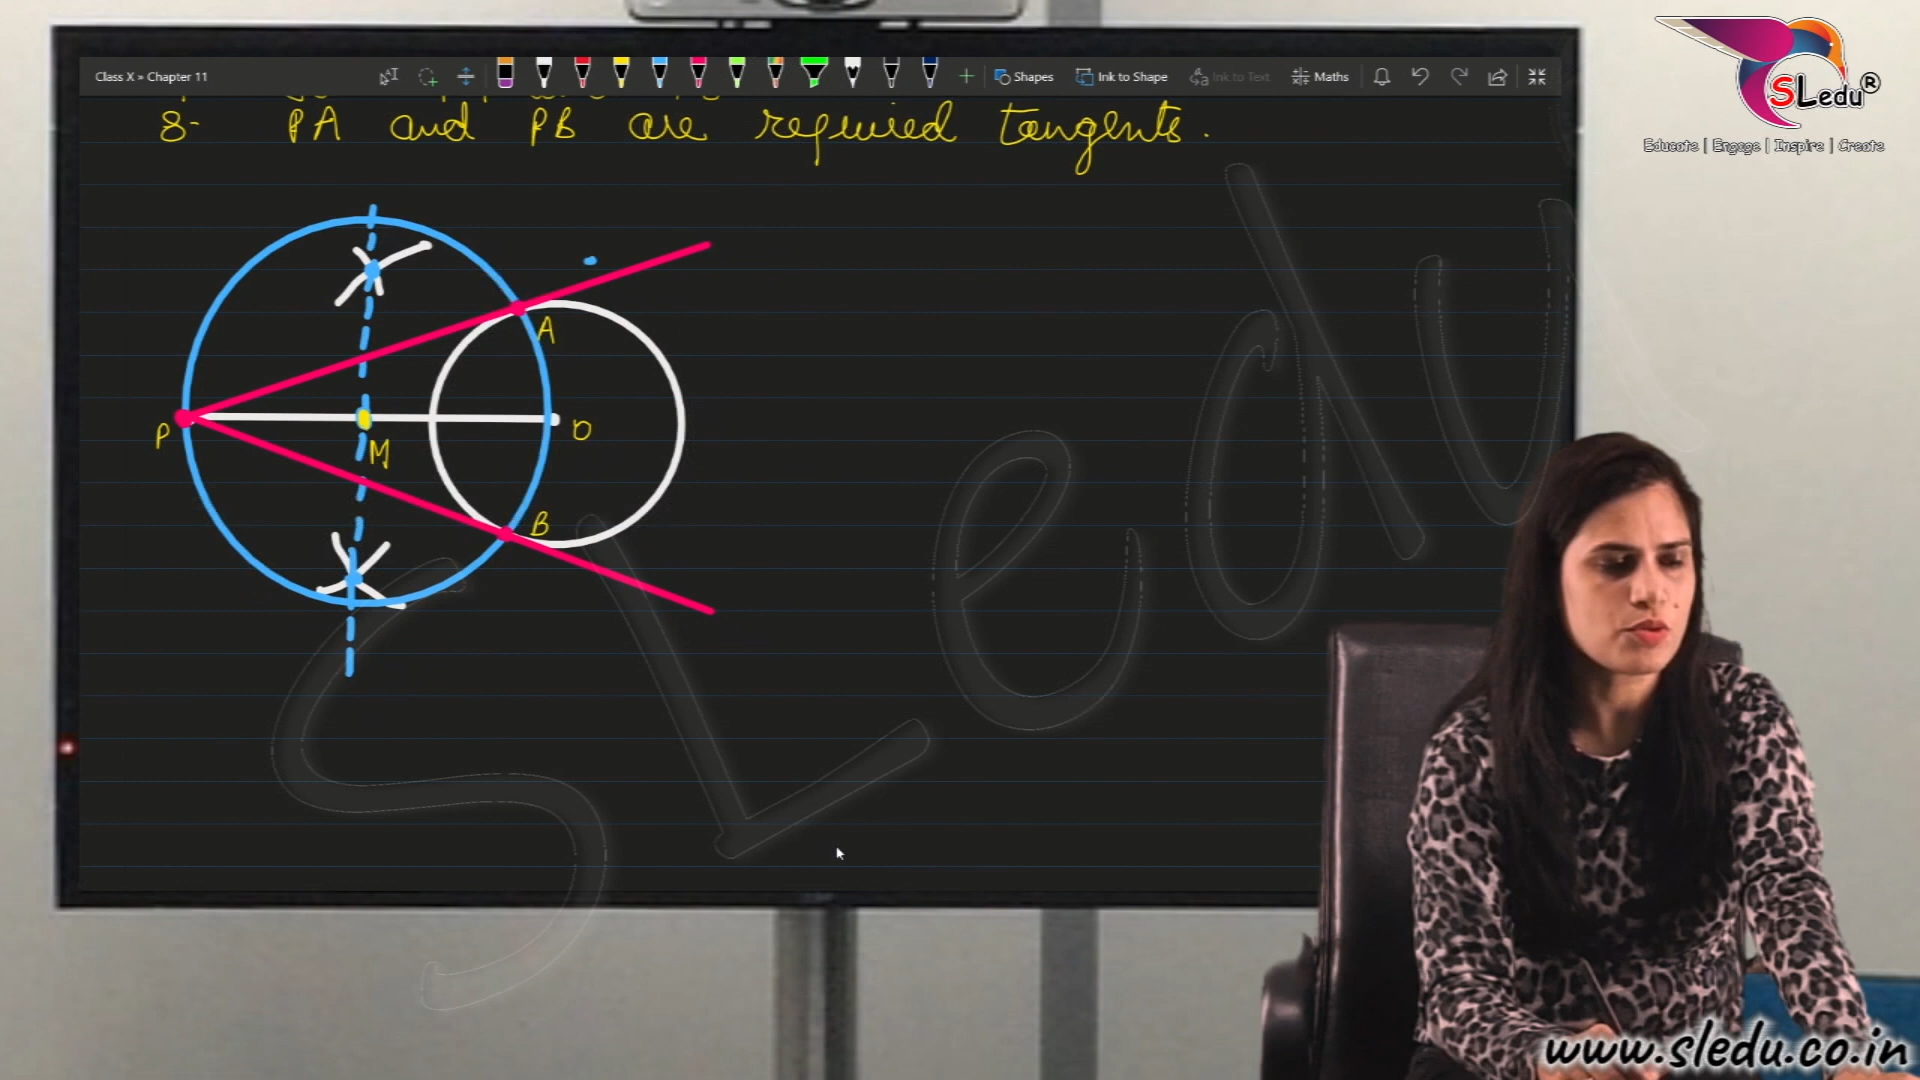 Class X » Chapter 11
Shapes
Ink to Shape
Ink to Text
Maths
SLedu®
Educate | Engage | Inspire | Create
8- PA and PB are required tangents.
A
P
M
O
B
SLedu
www.sledu.co.in